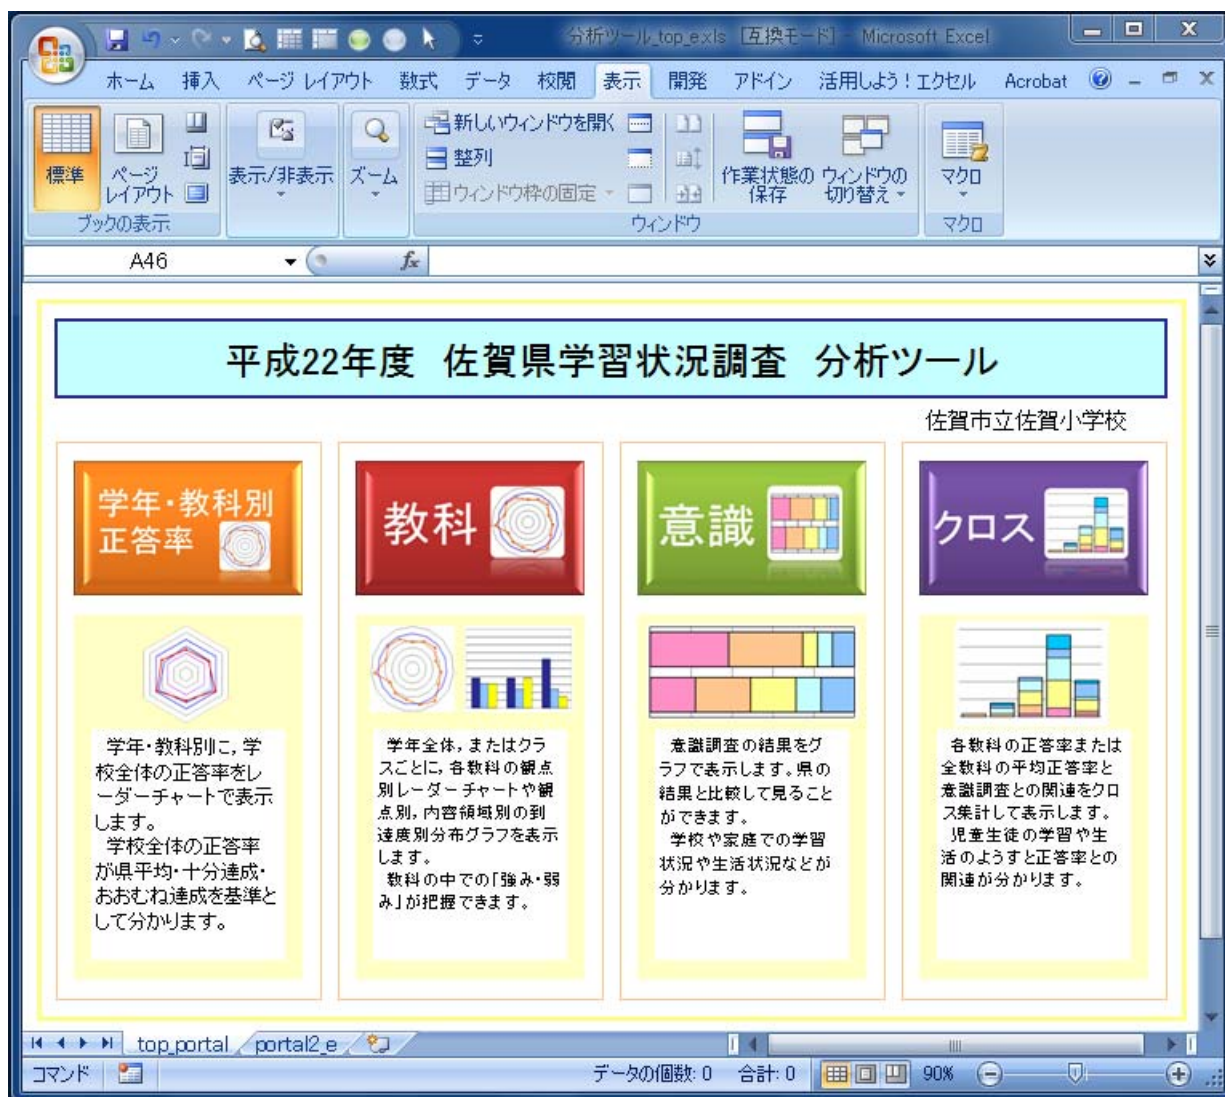 分析ツール_top_e.xls [互換モード] - Microsoft Excel
ホーム 挿入 ページ レイアウト 数式 データ 校閲 表示 開発 アドイン 活用しよう!エクセル Acrobat
標準
ページ
レイアウト
ブックの表示
表示/非表示
ズーム
新しいウィンドウを開く
整列
ウィンドウ枠の固定
作業状態の
保存
ウィンドウの
切り替え
ウィンドウ
マクロ
マクロ
A46
fx
平成22年度 佐賀県学習状況調査 分析ツール
佐賀市立佐賀小学校
学年・教科別
正答率
教科
意識
クロス
学年・教科別に,学
校全体の正答率をレ
ーダーチャートで表示
します。
学校全体の正答率
が県平均・十分達成・
おおむね達成を基準と
して分かります。
学年全体,またはクラ
スごとに,各教科の観点
別レーダーチャートや観
点別,内容領域別の到
達度別分布グラフを表示
します。
教科の中での「強み・弱
み」が把握できます。
意識調査の結果をグ
ラフで表示します。県の
結果と比較して見ること
ができます。
学校や家庭での学習
状況や生活状況などが
分かります。
各教科の正答率または
全教科の平均正答率と
意識調査との関連をクロ
ス集計して表示します。
児童生徒の学習や生
活のようすと正答率との
関連が分かります。
top_portal portal2_e
コマンド データの個数: 0 合計: 0 90%